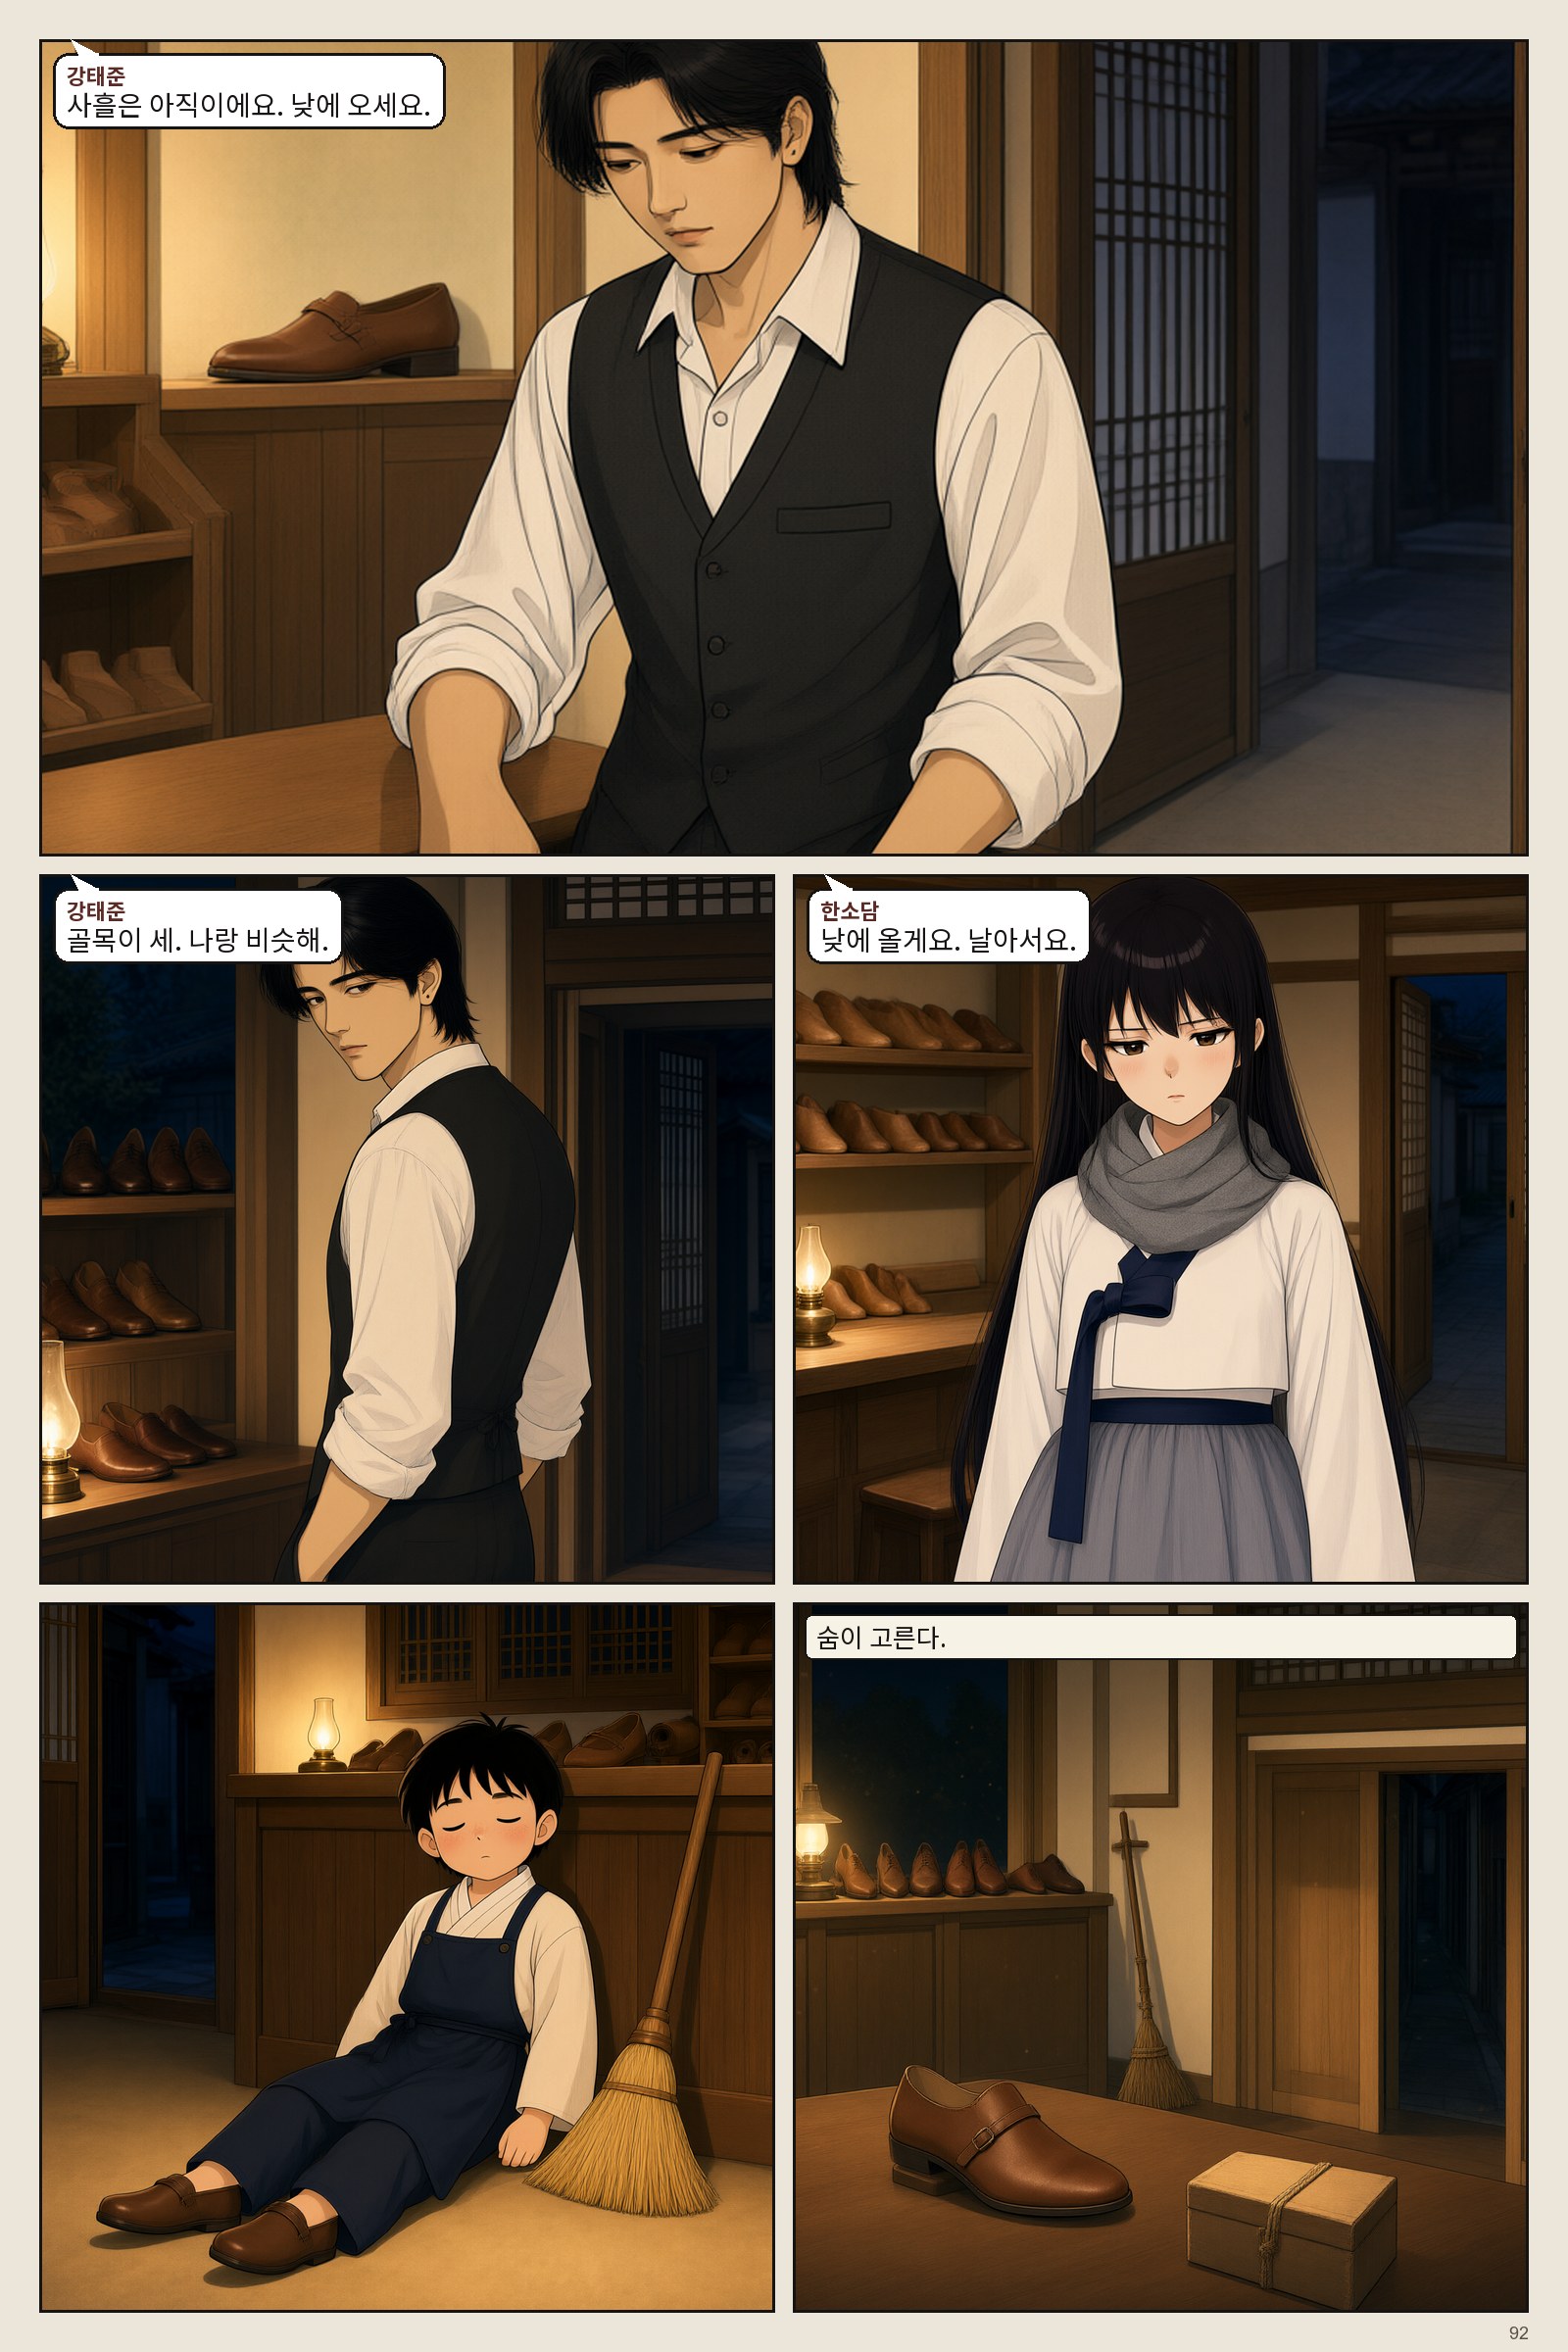 강태준
사흘은 아직이에요. 낮에 오세요.
강태준
골목이 세. 나랑 비슷해.
한소담
낮에 올게요. 날아서요.
숨이 고른다.
92